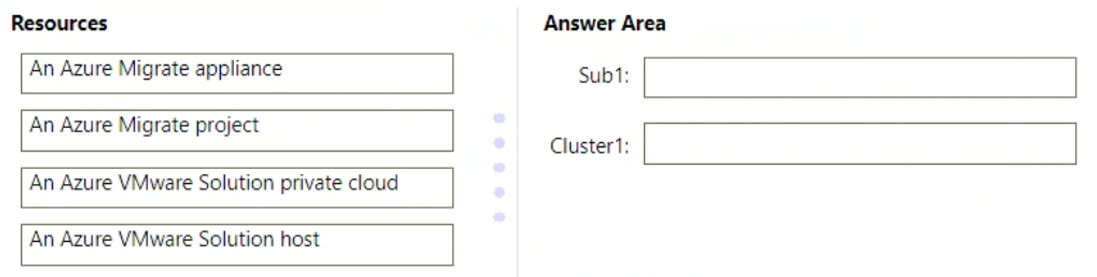 Resources
An Azure Migrate appliance
An Azure Migrate project
An Azure VMware Solution private cloud
An Azure VMware Solution host
Answer Area
Sub1:
Cluster1: